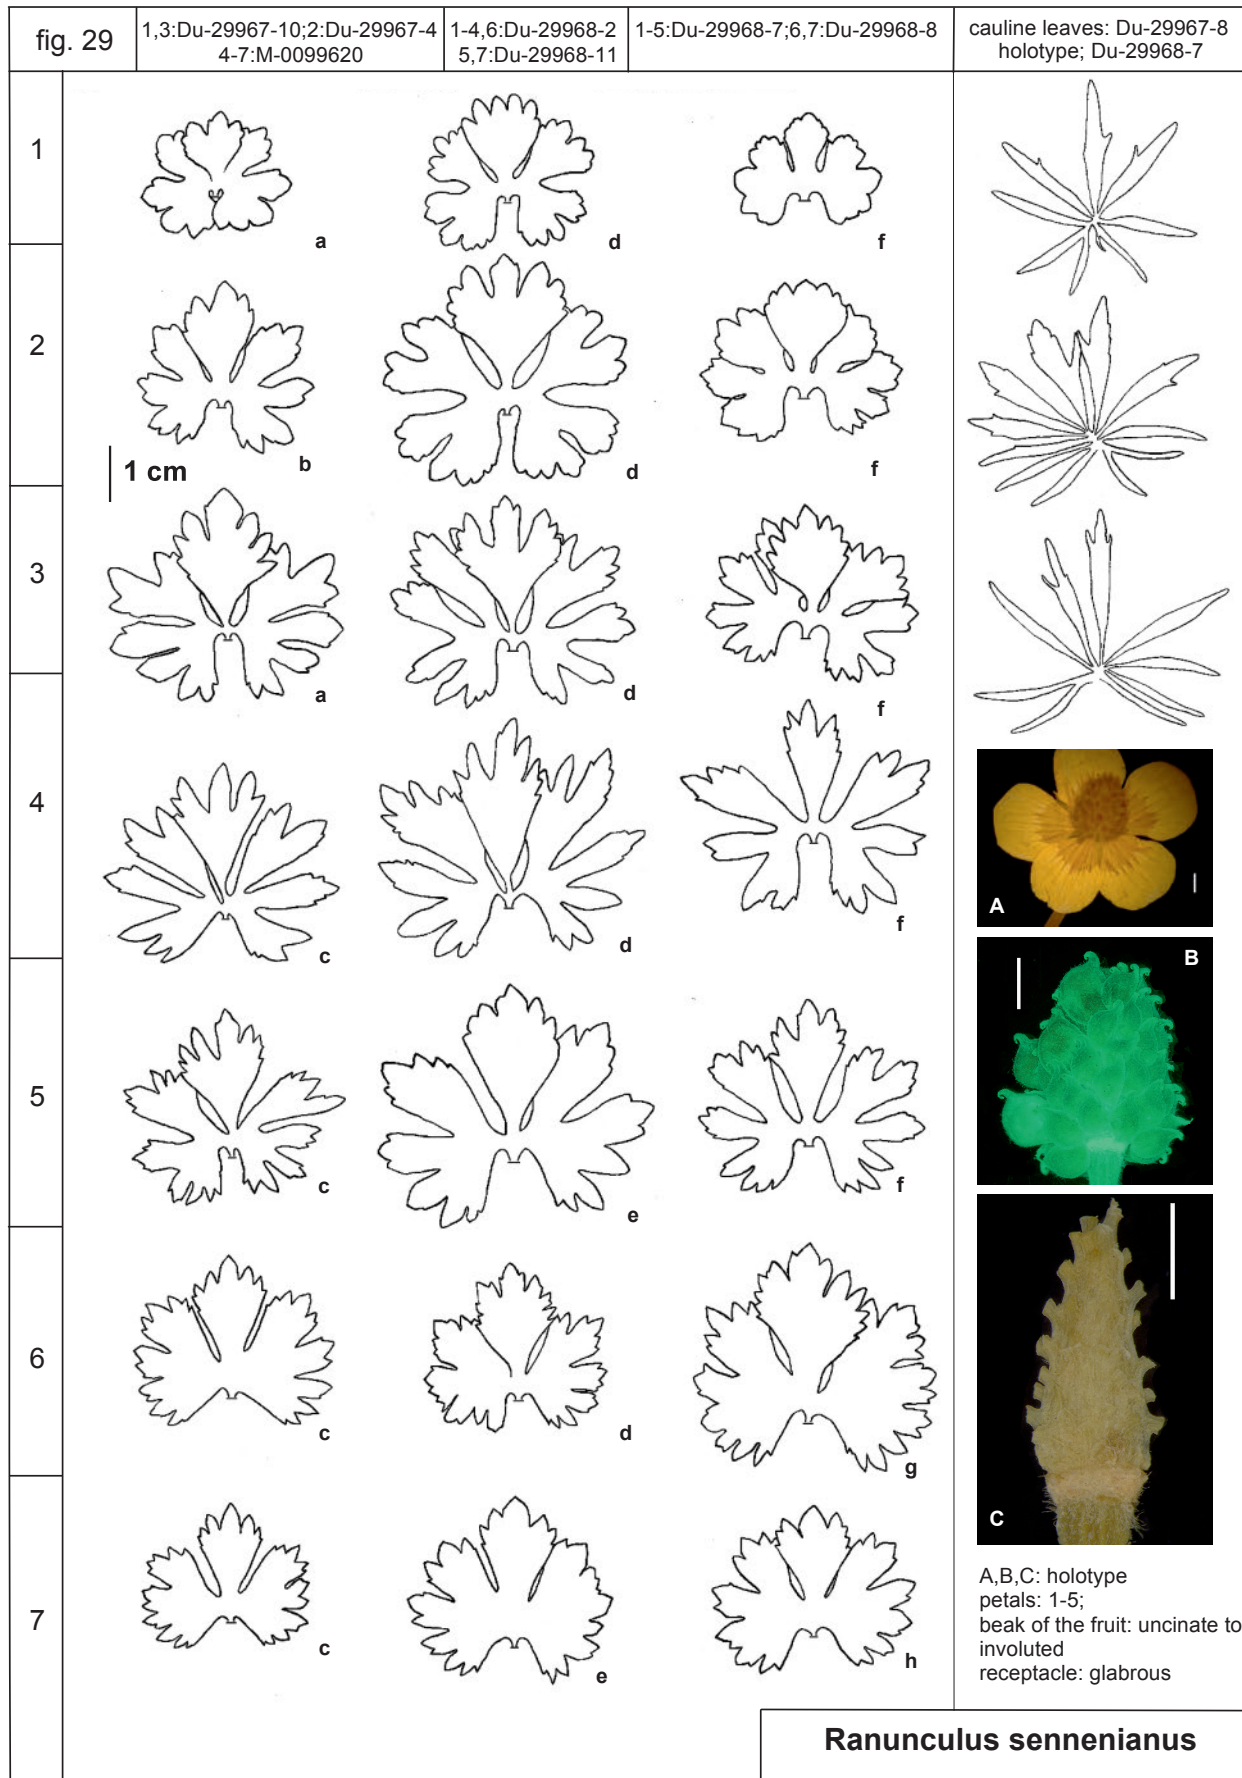 fig. 29
1,3:Du-29967-10;2:Du-29967-4
4-7:M-0099620
1-4,6:Du-29968-2
5,7:Du-29968-11
1-5:Du-29968-7;6,7:Du-29968-8
cauline leaves: Du-29967-8
holotype; Du-29968-7
1
a
d
f
2
b
d
f
1 cm
3
a
d
f
4
c
d
f
A
B
5
c
e
f
6
c
d
g
C
7
c
e
h
A,B,C: holotype
petals: 1-5;
beak of the fruit: uncinate to
involuted
receptacle: glabrous
Ranunculus sennenianus